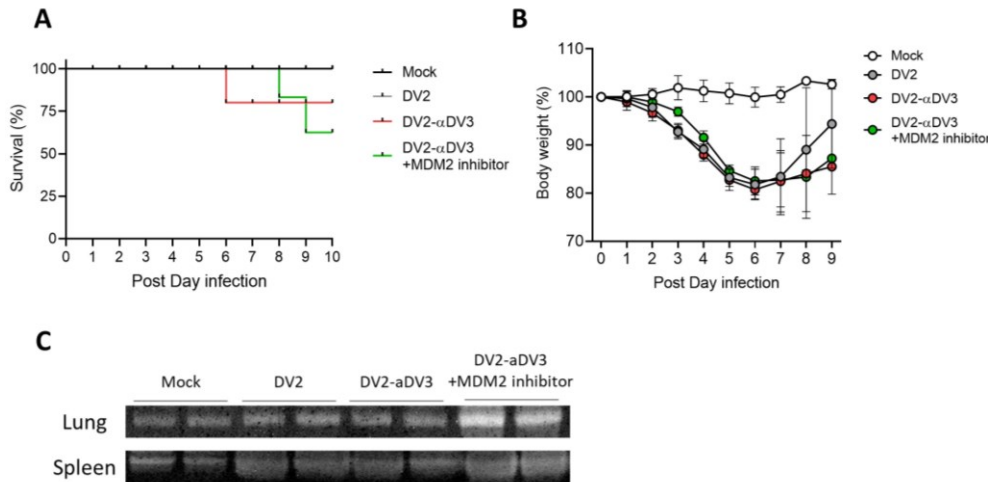 A
Survival (%)
100
75
50
25
0
0 1 2 3 4 5 6 7 8 9 10
Post Day infection
Mock
DV2
DV2-αDV3
DV2-αDV3
+MDM2 inhibitor
B
Body weight (%)
110
100
90
80
70
0 1 2 3 4 5 6 7 8 9
Post Day infection
Mock
DV2
DV2-αDV3
DV2-αDV3
+MDM2 inhibitor
C
Mock
DV2
DV2-aDV3
DV2-aDV3
+MDM2 inhibitor
Lung
Spleen